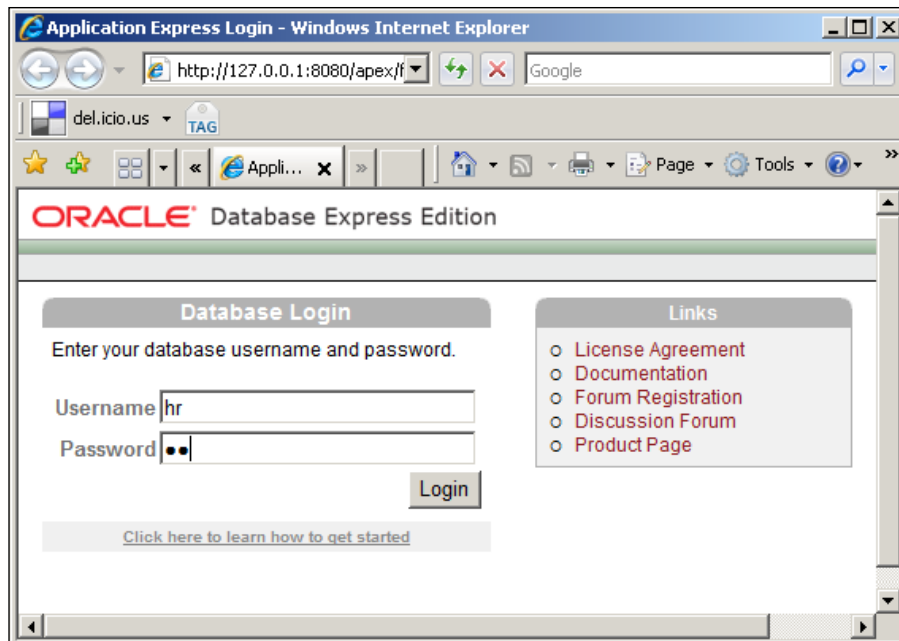 Application Express Login - Windows Internet Explorer
http://127.0.0.1:8080/apex/f
Google
del.icio.us
TAG
« Appli... » Page Tools »
ORACLE Database Express Edition
Database Login
Enter your database username and password.
Username hr
Password ••
Login
Click here to learn how to get started
Links
o License Agreement
o Documentation
o Forum Registration
o Discussion Forum
o Product Page